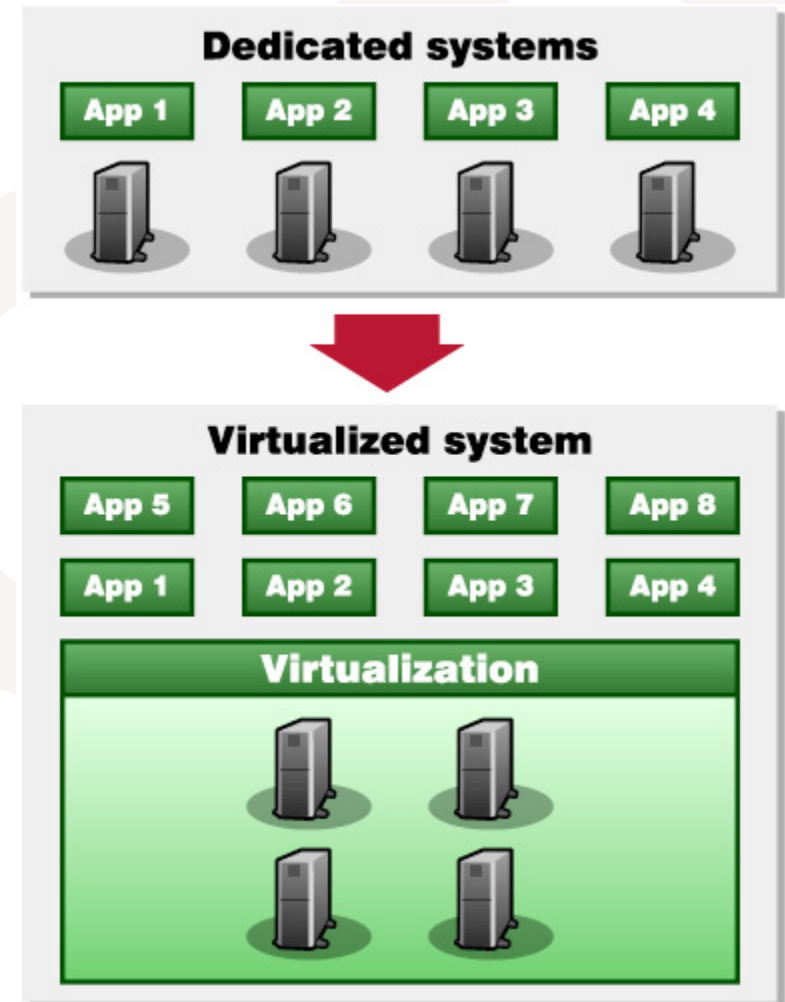 Dedicated systems
App 1 App 2 App 3 App 4
Virtualized system
App 5 App 6 App 7 App 8
App 1 App 2 App 3 App 4
Virtualization